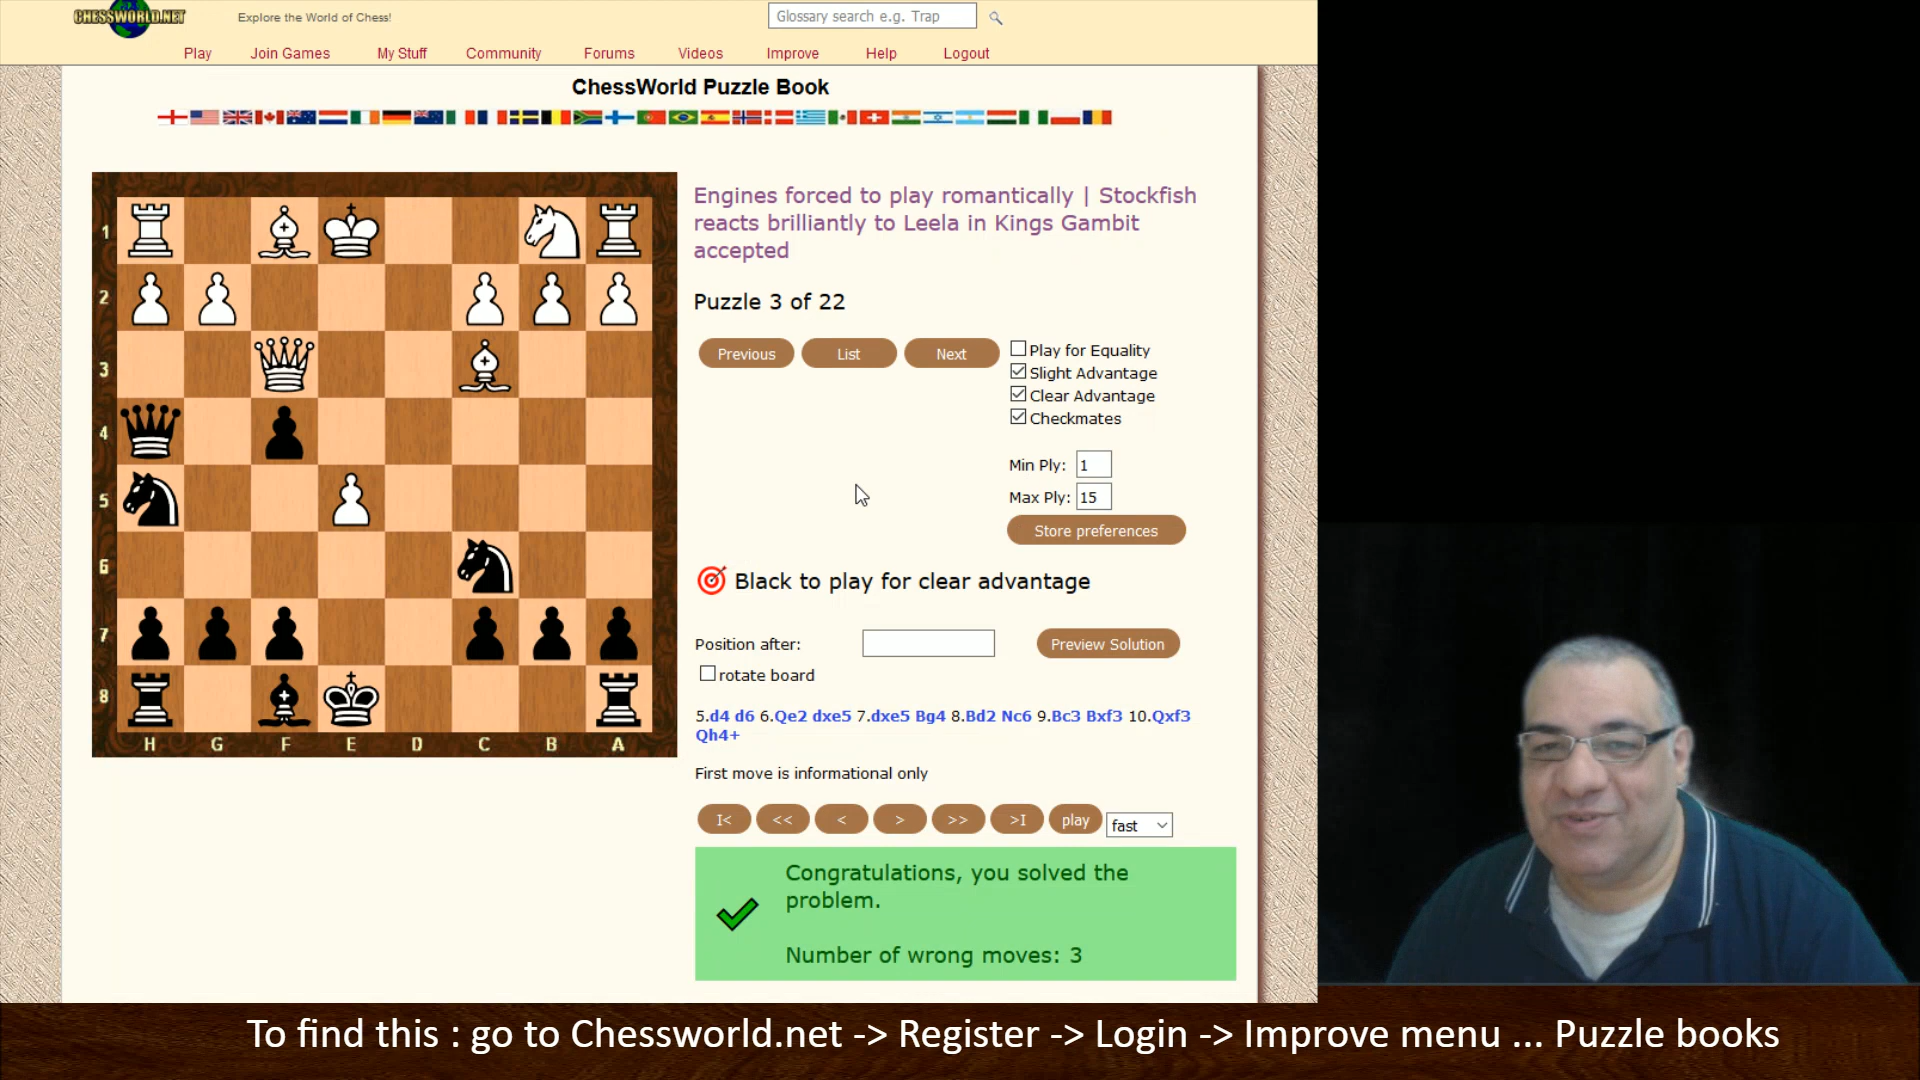 CHESSWORLD.NET
Explore the World of Chess!
Glossary search e.g. Trap
Play Join Games My Stuff Community Forums Videos Improve Help Logout
ChessWorld Puzzle Book
Engines forced to play romantically | Stockfish
reacts brilliantly to Leela in Kings Gambit
accepted
Puzzle 3 of 22
Previous List Next
Play for Equality
Slight Advantage
Clear Advantage
Checkmates
Min Ply: 1
Max Ply: 15
Store preferences
Black to play for clear advantage
Position after:
Preview Solution
rotate board
5.d4 d6 6.Qe2 dxe5 7.dxe5 Bg4 8.Bd2 Nc6 9.Bc3 Bxf3 10.Qxf3
Qh4+
First move is informational only
I< << < > >> >I play fast
Congratulations, you solved the
problem.
Number of wrong moves: 3
1
2
3
4
5
6
7
8
H G F E D C B A
To find this : go to Chessworld.net -> Register -> Login -> Improve menu ... Puzzle books